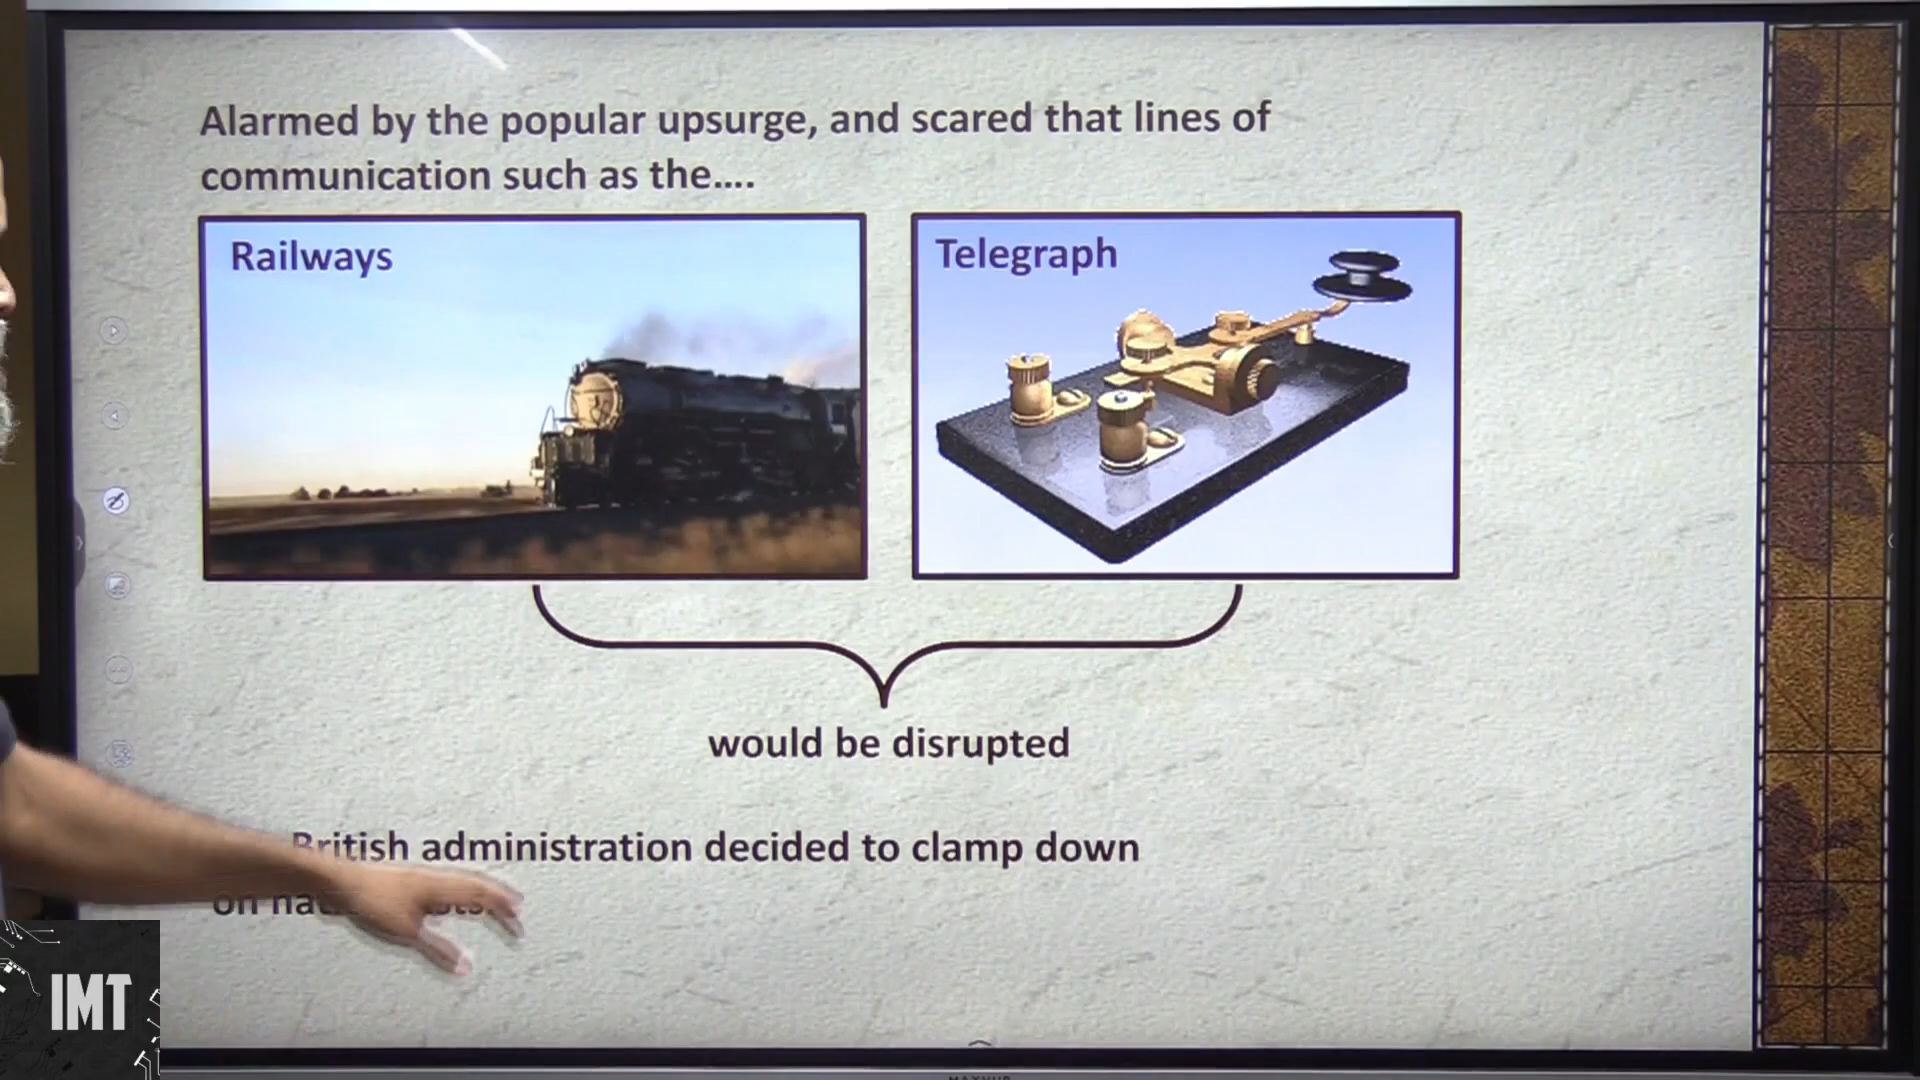 Alarmed by the popular upsurge, and scared that lines of
communication such as the....
Railways
Telegraph
would be disrupted
British administration decided to clamp down
on
IMT